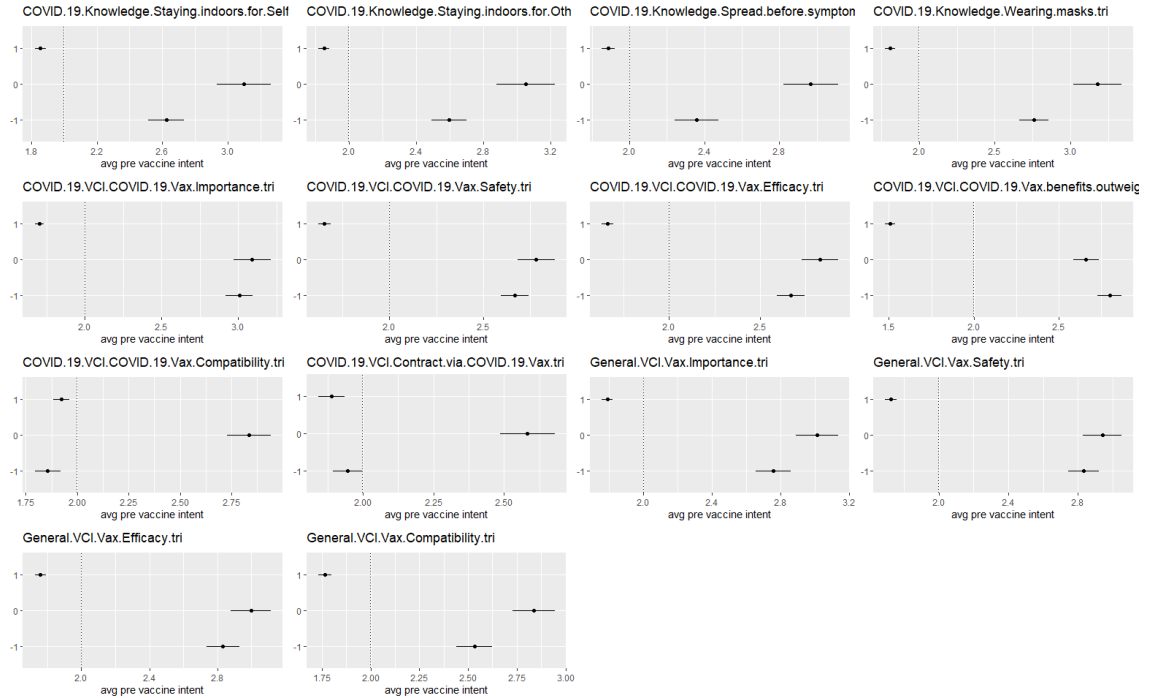 COVID.19.Knowledge.Staying.indoors.for.Self
1
0
-1
1.8 2.2 2.6 3.0
avg pre vaccine intent
COVID.19.Knowledge.Staying.indoors.for.Oth
1
0
-1
2.0 2.4 2.8 3.2
avg pre vaccine intent
COVID.19.Knowledge.Spread.before.sympton
1
0
-1
2.0 2.4 2.8
avg pre vaccine intent
COVID.19.Knowledge.Wearing.masks.tri
1
0
-1
2.0 2.5 3.0
avg pre vaccine intent
COVID.19.VCI.COVID.19.Vax.Importance.tri
1
0
-1
2.0 2.5 3.0
avg pre vaccine intent
COVID.19.VCI.COVID.19.Vax.Safety.tri
1
0
-1
2.0 2.5
avg pre vaccine intent
COVID.19.VCI.COVID.19.Vax.Efficacy.tri
1
0
-1
2.0 2.5
avg pre vaccine intent
COVID.19.VCI.COVID.19.Vax.benefits.outweig
1
0
-1
1.5 2.0 2.5
avg pre vaccine intent
COVID.19.VCI.COVID.19.Vax.Compatibility.tri
1
0
-1
1.75 2.00 2.25 2.50 2.75
avg pre vaccine intent
COVID.19.VCI.Contract.via.COVID.19.Vax.tri
1
0
-1
2.00 2.50
avg pre vaccine intent
General.VCI.Vax.Importance.tri
1
0
-1
2.0 2.4 2.8 3.2
avg pre vaccine intent
General.VCI.Vax.Safety.tri
1
0
-1
2.0 2.4 2.8
avg pre vaccine intent
General.VCI.Vax.Efficacy.tri
1
0
-1
2.0 2.4 2.8
avg pre vaccine intent
General.VCI.Vax.Compatibility.tri
1
0
-1
1.75 2.00 2.25 2.50 2.75 3.00
avg pre vaccine intent